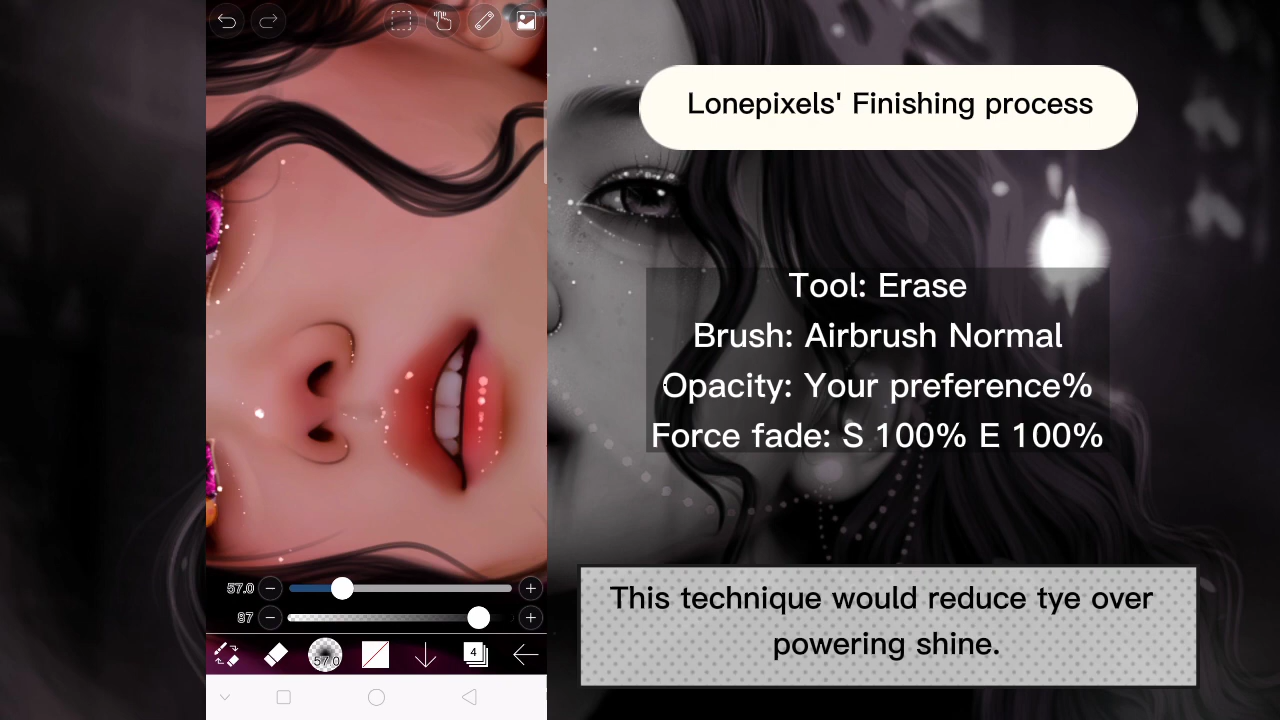 Lonepixels' Finishing process
Tool: Erase
Brush: Airbrush Normal
Opacity: Your preference%
Force fade: S 100% E 100%
This technique would reduce tye over
powering shine.
57.0
87
57.0
4